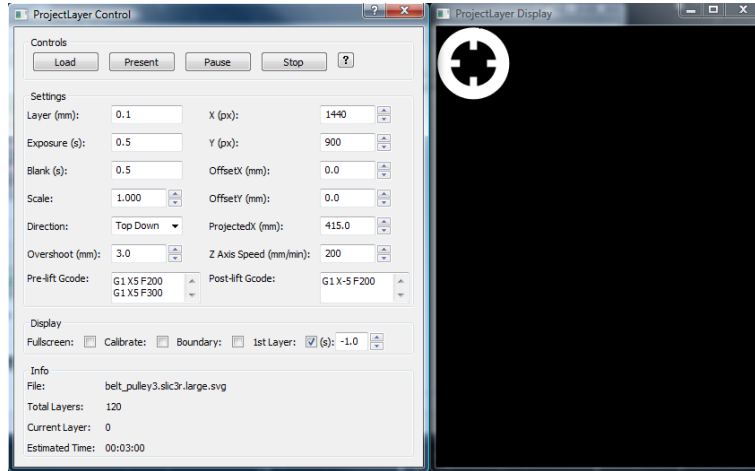 ProjectLayer Control
?
X
Controls
Load Present Pause Stop ?
Settings
Layer (mm): 0.1 X (px): 1440
Exposure (s): 0.5 Y (px): 900
Blank (s): 0.5 OffsetX (mm): 0.0
Scale: 1.000 OffsetY (mm): 0.0
Direction: Top Down ProjectedX (mm): 415.0
Overshoot (mm): 3.0 Z Axis Speed (mm/min): 200
Pre-lift Gcode: G1 X5 F200 Post-lift Gcode: G1 X-5 F200
G1 X5 F300
Display
Fullscreen: Calibrate: Boundary: 1st Layer: (s): -1.0
Info
File: belt_pulley3.slic3r.large.svg
Total Layers: 120
Current Layer: 0
Estimated Time: 00:03:00
ProjectLayer Display